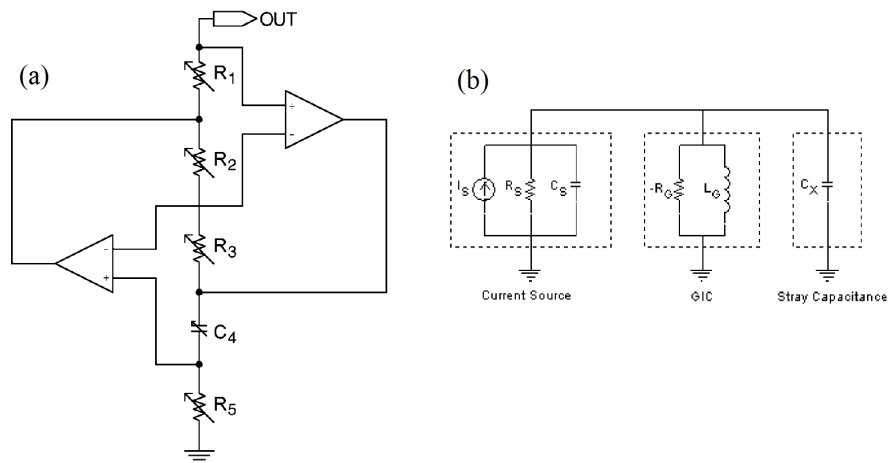 (a)
OUT
R1
+
-
R2
-
+
R3
C4
R5
(b)
IS
RS
CS
-RG
LG
CX
Current Source
GIC
Stray Capacitance